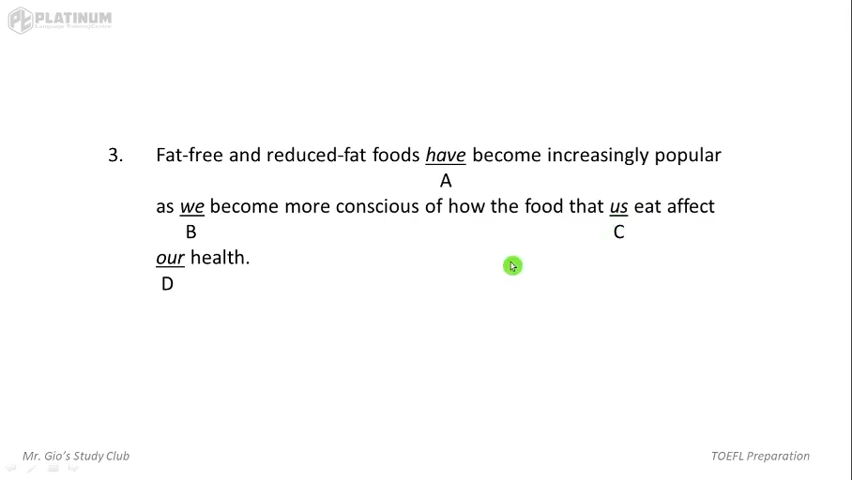 PLATINUM
3. Fat-free and reduced-fat foods have become increasingly popular
A
as we become more conscious of how the food that us eat affect
B C
our health.
D
Mr. Gio's Study Club TOEFL Preparation